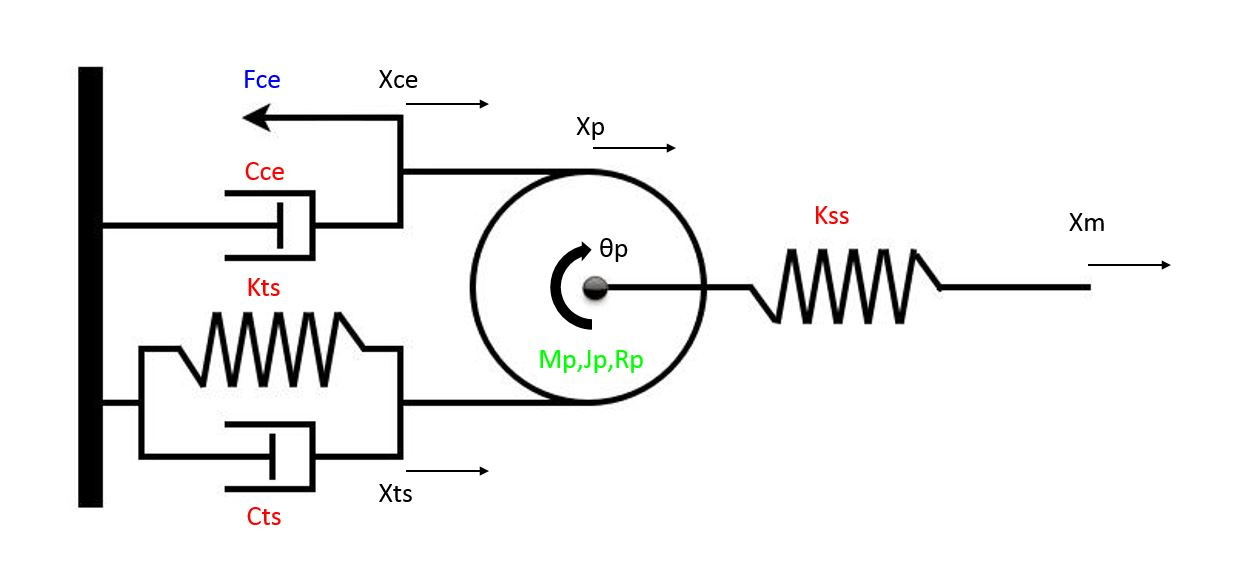 Fce
Xce
Xp
Cce
Kss
Xm
θp
Kts
Mp,Jp,Rp
Xts
Cts